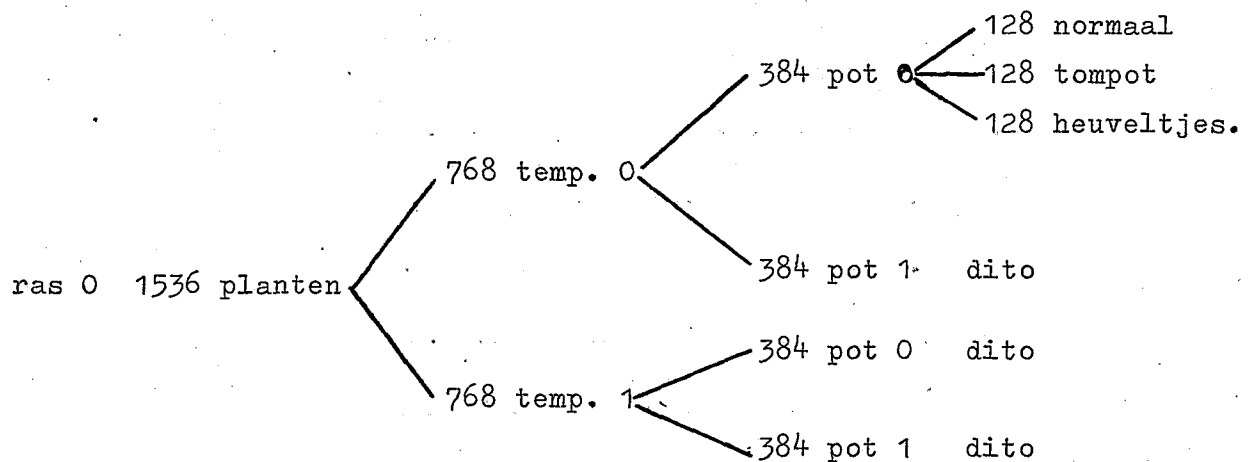 128 normaal
384 pot 0
128 tompot
128 heuveltjes.
768 temp. 0
384 pot 1 dito
ras 0 1536 planten
384 pot 0 dito
768 temp. 1
384 pot 1 dito